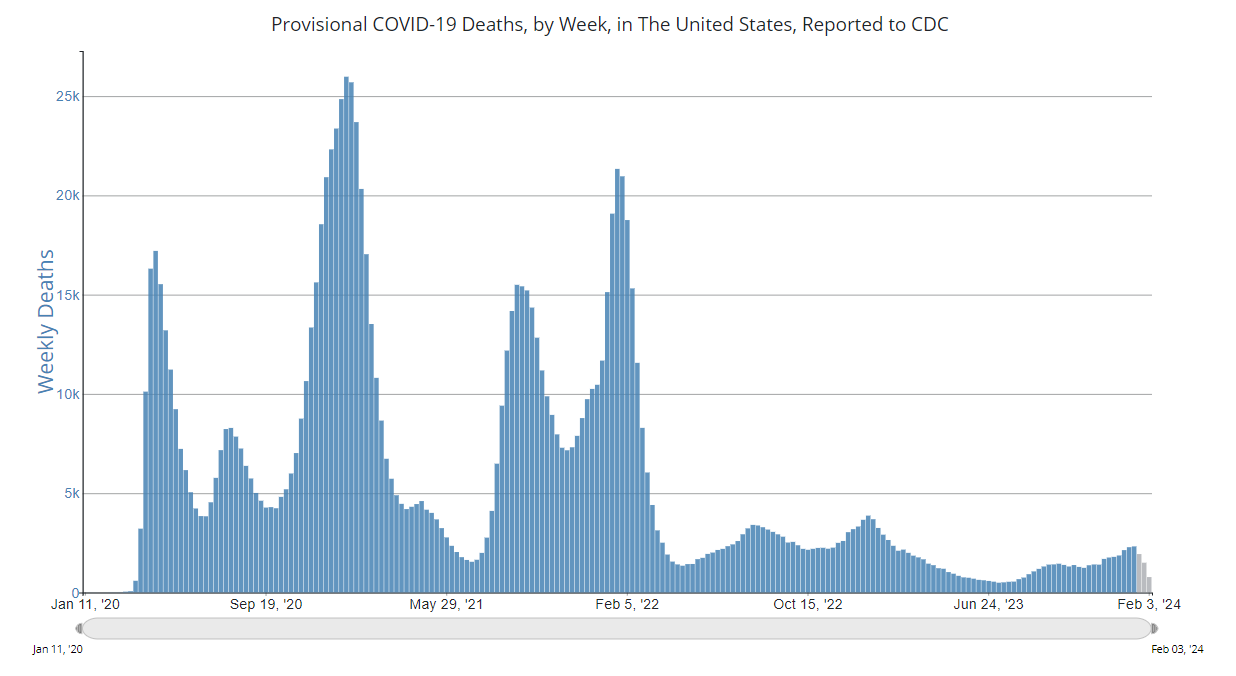 Provisional COVID-19 Deaths, by Week, in The United States, Reported to CDC
Weekly Deaths
25k
20k
15k
10k
5k
0
Jan 11, '20 Sep 19, '20 May 29, '21 Feb 5, '22 Oct 15, '22 Jun 24, '23 Feb 3, '24
Jan 11, '20 Feb 03, '24